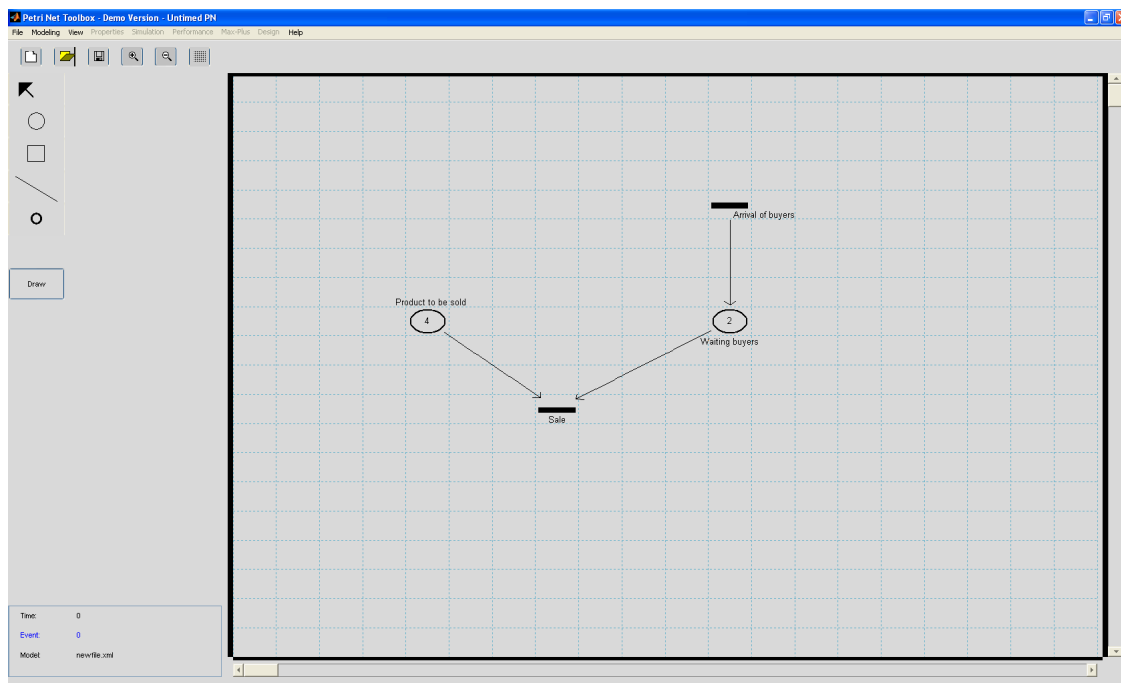 Petri Net Toolbox - Demo Version - Untimed PN
File Modeling View Properties Simulation Performance Max-Plus Design Help
Arrival of buyers
Product to be sold
4
2
Waiting buyers
Sale
Draw
Time: 0
Event: 0
Model: newfile.xml